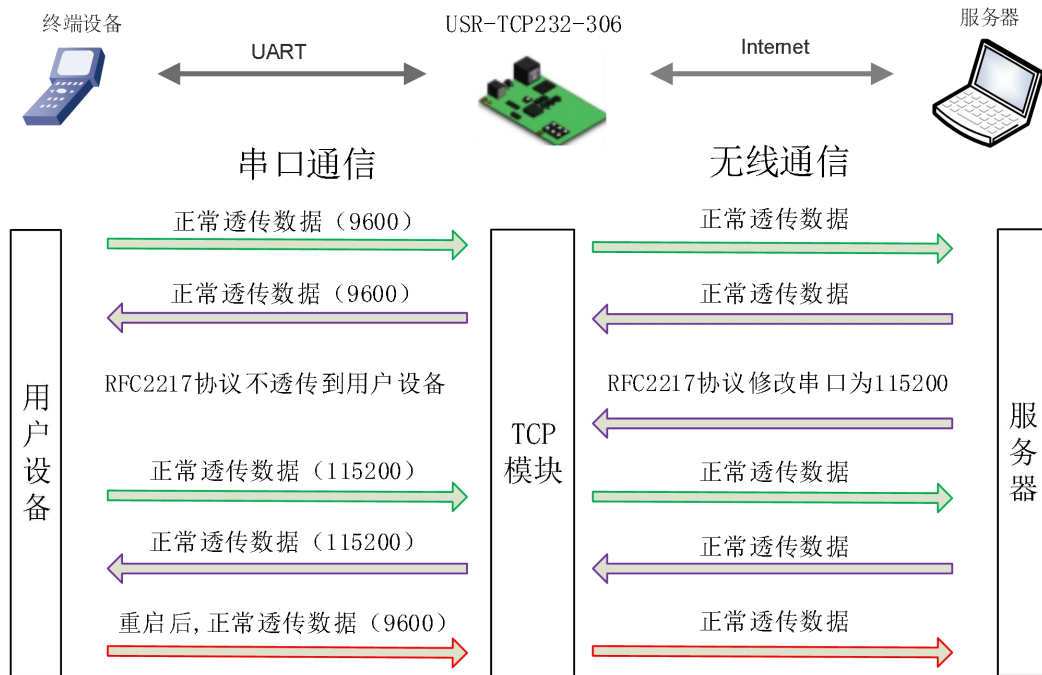 终端设备
USR-TCP232-306
服务器
UART
Internet
串口通信
无线通信
正常透传数据（9600）
正常透传数据
正常透传数据（9600）
正常透传数据
RFC2217协议不透传到用户设备
RFC2217协议修改串口为115200
用户设备
TCP
模块
服务器
正常透传数据（115200）
正常透传数据
正常透传数据（115200）
正常透传数据
重启后,正常透传数据（9600）
正常透传数据